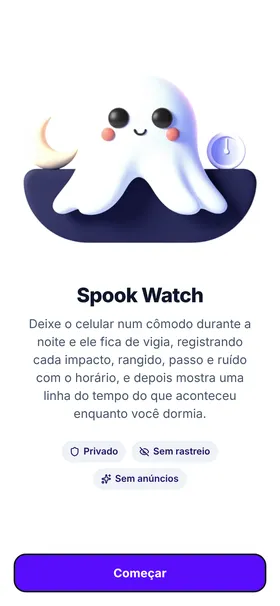 Spook Watch
Deixe o celular num cômodo durante a
noite e ele fica de vigia, registrando
cada impacto, rangido, passo e ruído
com o horário, e depois mostra uma
linha do tempo do que aconteceu
enquanto você dormia.
Privado
Sem rastreio
Sem anúncios
Começar